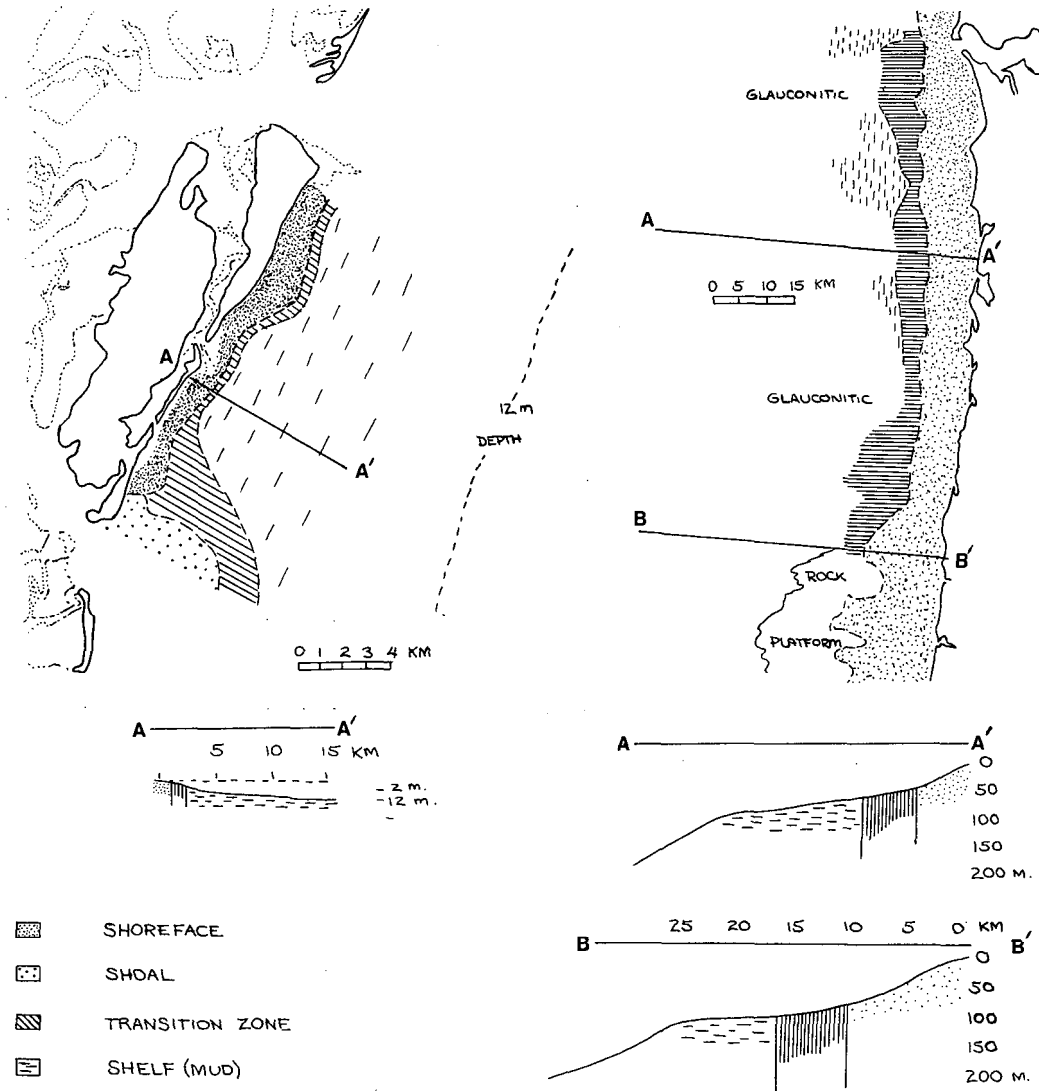 GLAUCONITIC
A
A'
0 5 10 15 KM
A
A'
12 m
DEPTH
GLAUCONITIC
B
B'
ROCK
PLATFORM
0 1 2 3 4 KM
A A'
5 10 15 KM
- 2 m.
- 12 m.
A A'
0
50
100
150
200 M.
25 20 15 10 5 0 KM
B B'
0
50
100
150
200 M.
SHOREFACE
SHOAL
TRANSITION ZONE
SHELF (MUD)